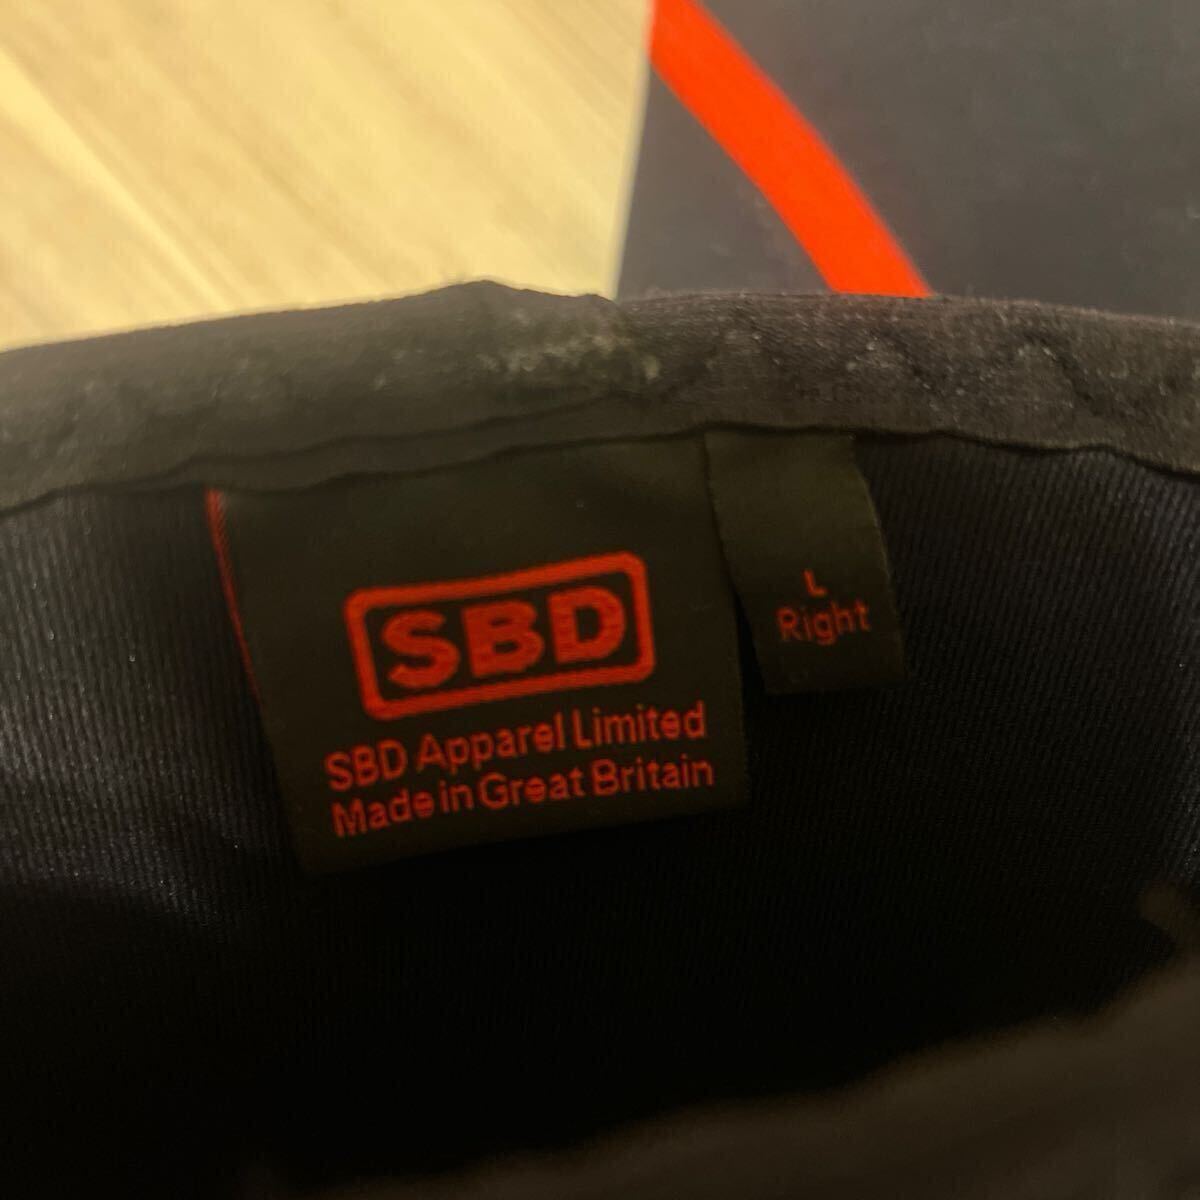 SBD
SBD Apparel Limited
Made in Great Britain
L
Right